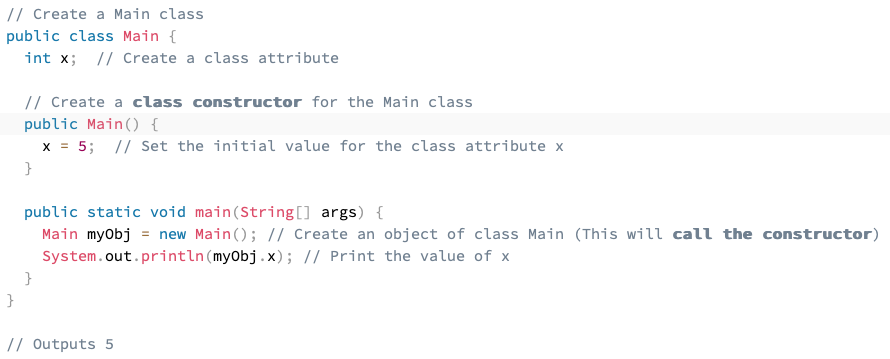 // Create a Main class
public class Main {
  int x;  // Create a class attribute

  // Create a class constructor for the Main class
  public Main() {
    x = 5;  // Set the initial value for the class attribute x
  }

  public static void main(String[] args) {
    Main myObj = new Main(); // Create an object of class Main (This will call the constructor)
    System.out.println(myObj.x); // Print the value of x
  }
}

// Outputs 5